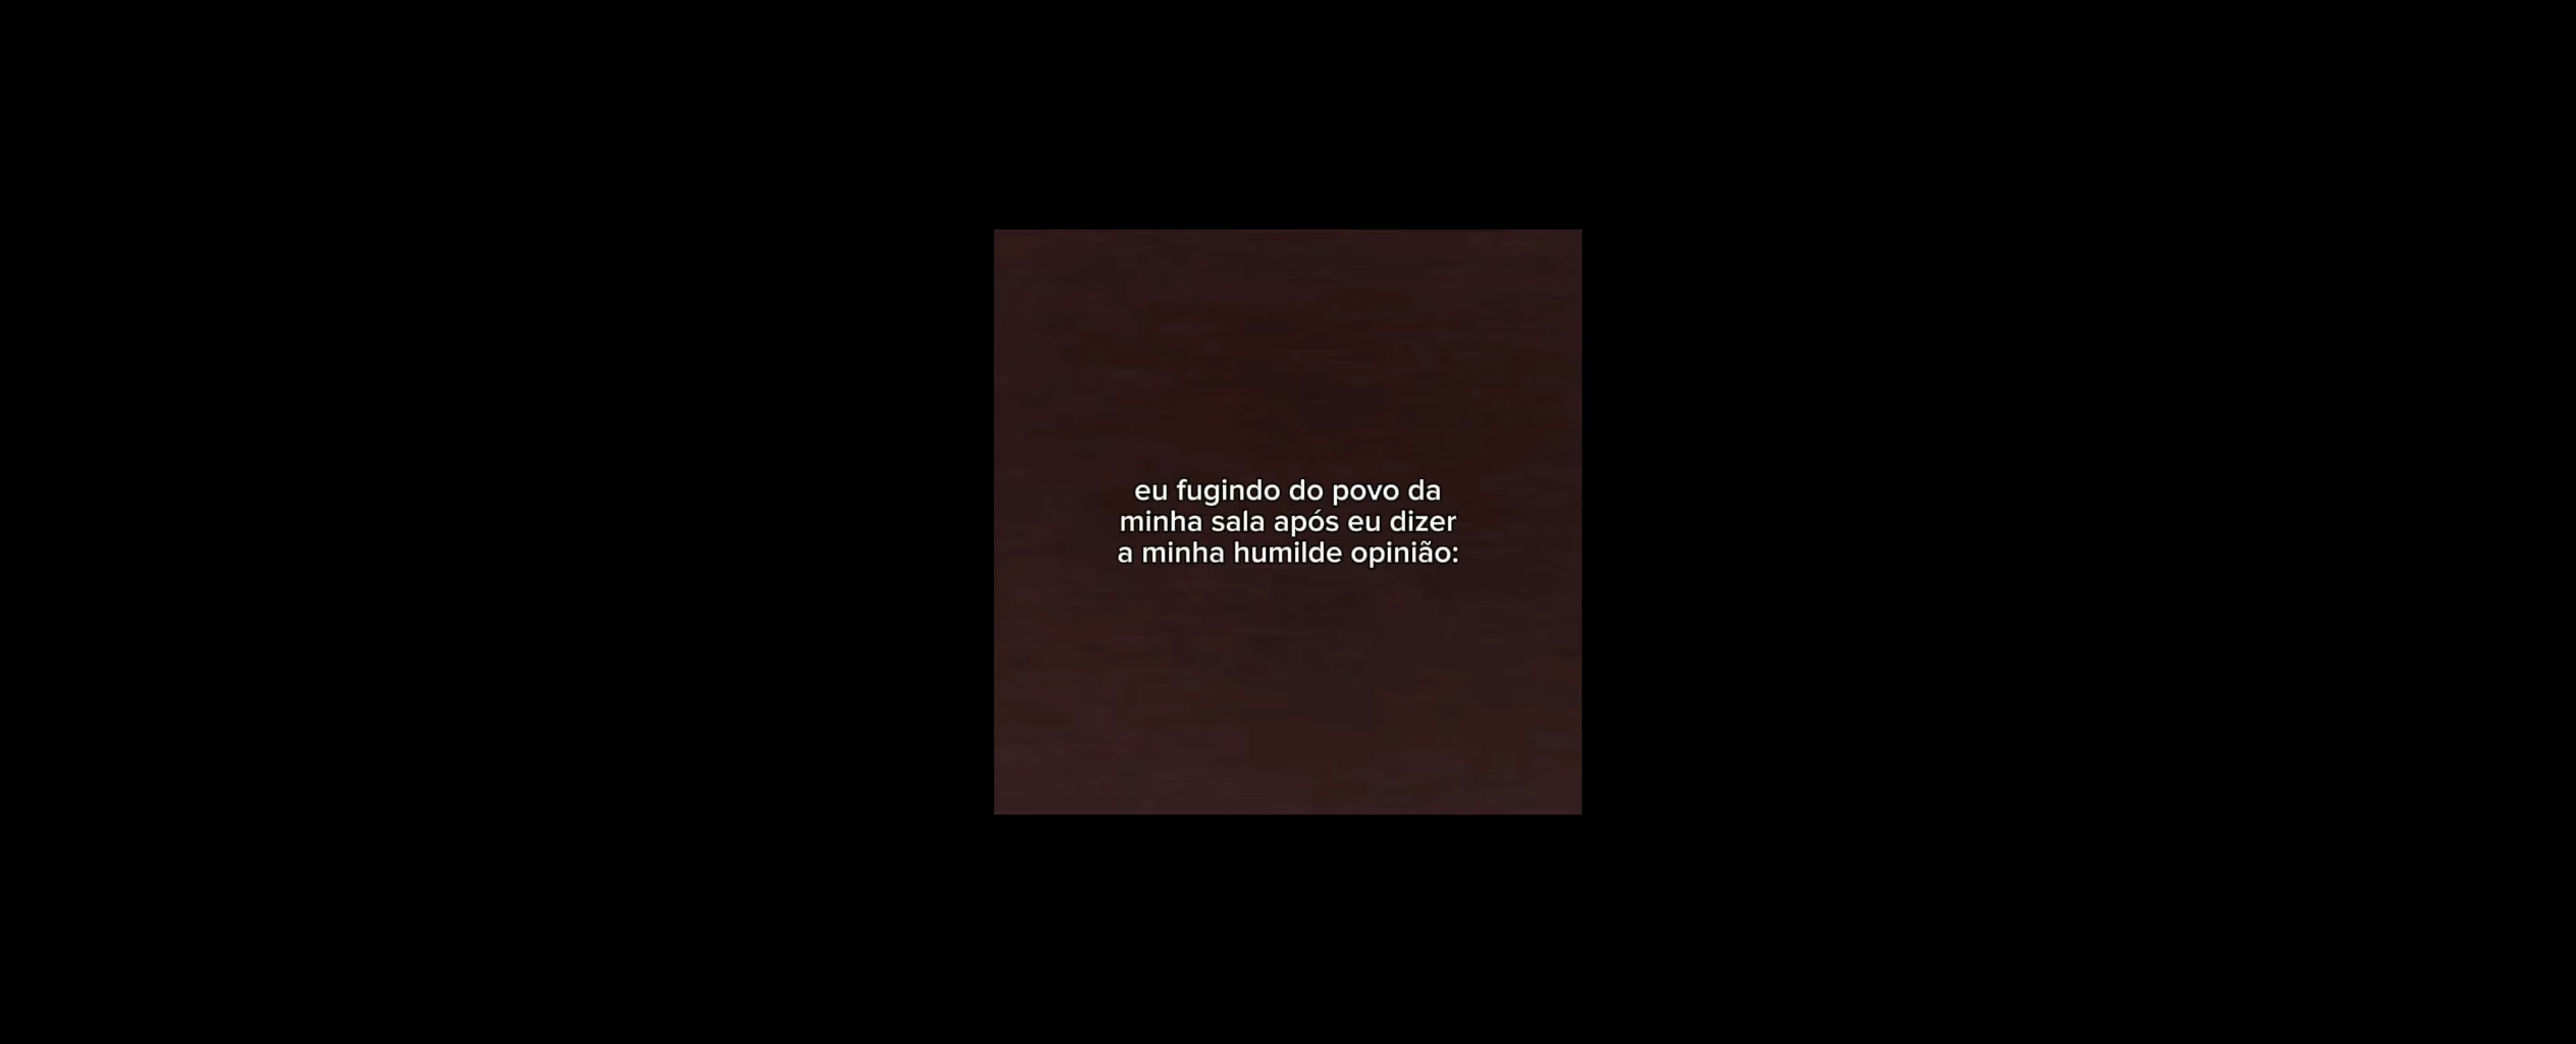 eu fugindo do povo da
minha sala após eu dizer
a minha humilde opinião: